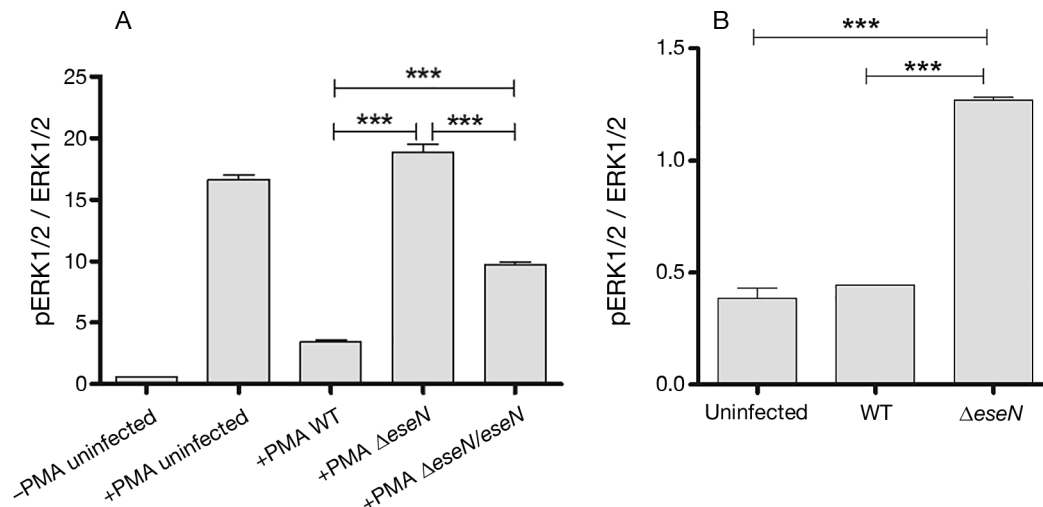 A
pERK1/2 / ERK1/2
25
20
15
10
5
0
***
***
***
–PMA uninfected
+PMA uninfected
+PMA WT
+PMA ΔeseN
+PMA ΔeseN/eseN
B
pERK1/2 / ERK1/2
1.5
1.0
0.5
0.0
***
***
Uninfected
WT
ΔeseN